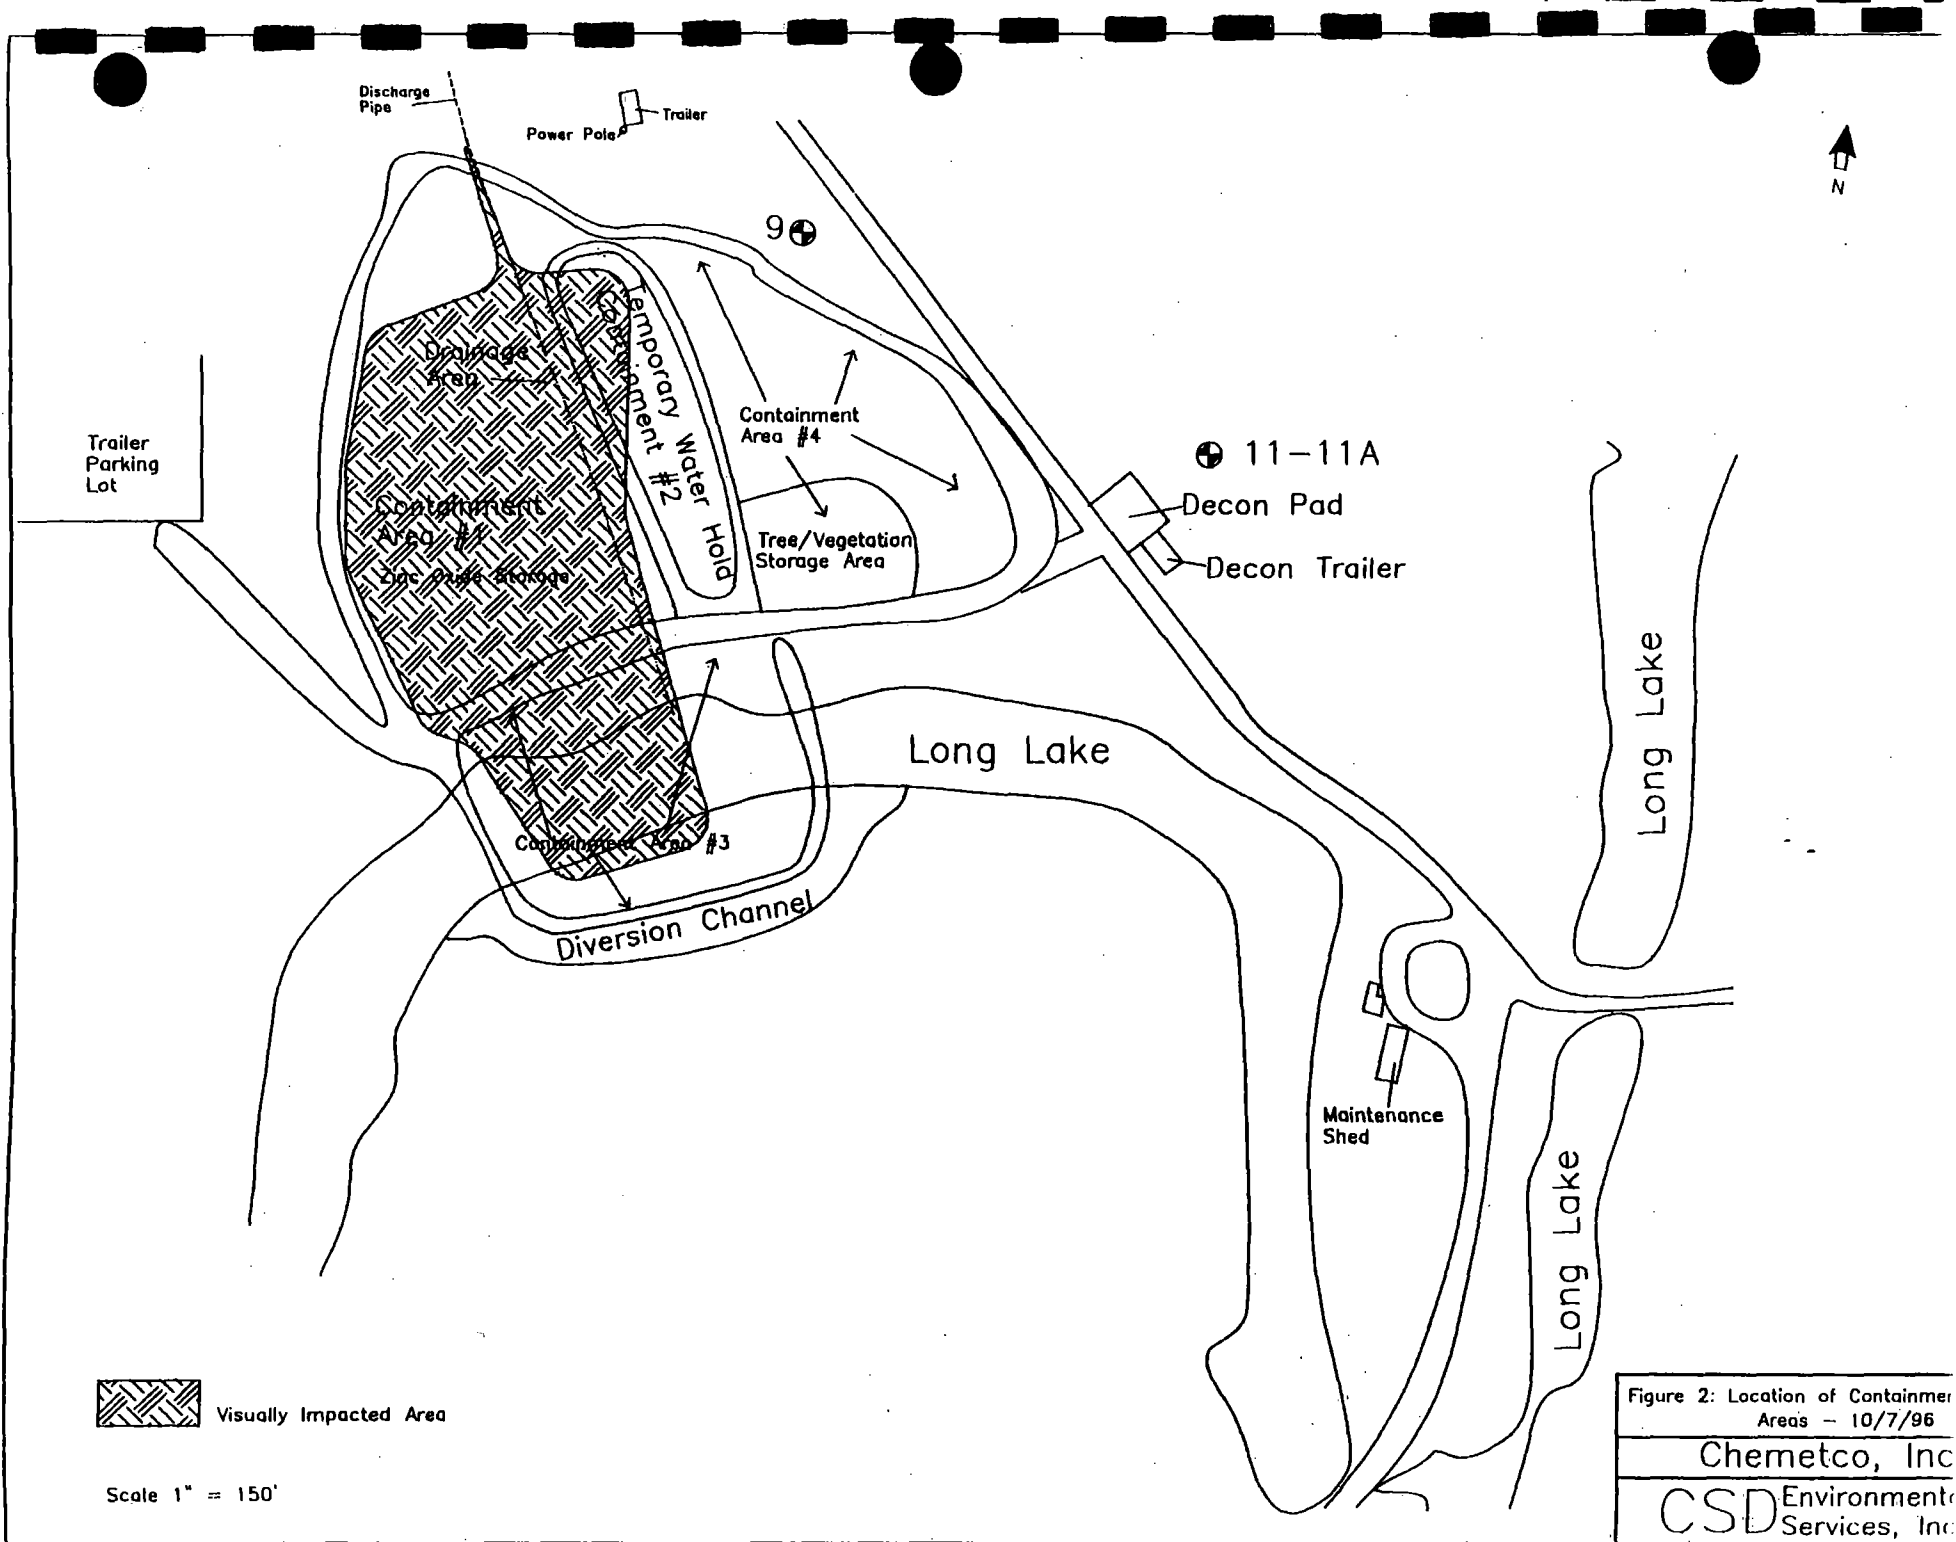 Discharge
Pipe
Trailer
Power Pole
N
9
Drainage
Area
Temporary Water Hold
Containment #2
Containment
Area #4
Trailer
Parking
Lot
11-11A
Decon Pad
Containment
Area #1
Zinc Oxide Storage
Tree/Vegetation
Storage Area
Decon Trailer
Long Lake
Long Lake
Containment Area #3
Diversion Channel
Maintenance
Shed
Long Lake
Visually Impacted Area
Scale 1" = 150'
Figure 2: Location of
Areas - 10/7/96
Chemetco, Inc
CSD
Services, Inc